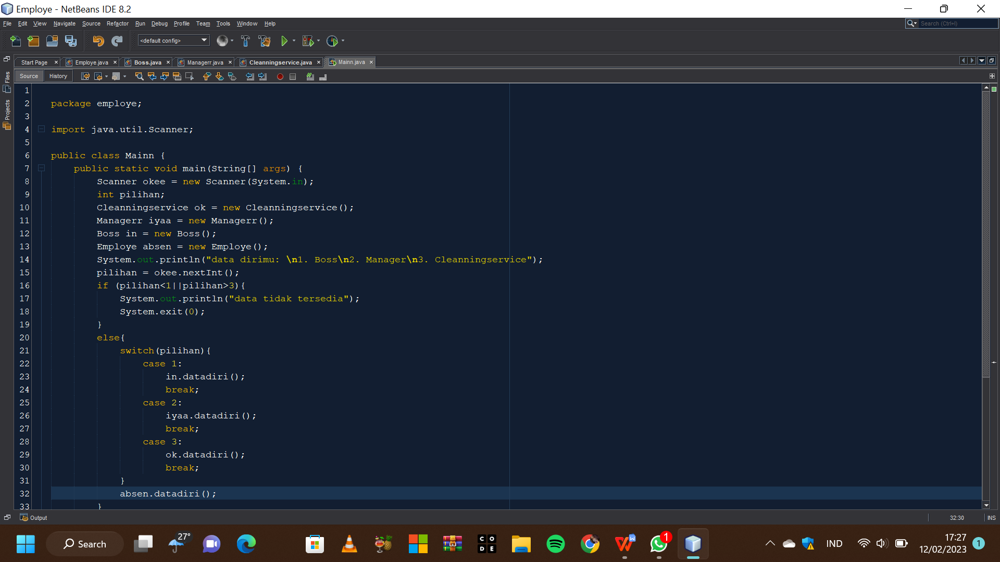 Employe - NetBeans IDE 8.2
File Edit View Navigate Source Refactor Run Debug Profile Team Tools Window Help
Search (Ctrl+I)
<default config>
Start Page Employe.java Boss.java Managerr.java Cleanningservice.java Mainn.java
Source History
Files
Projects
1
2 package employe;
3
4 import java.util.Scanner;
5
6 public class Mainn {
7 public static void main(String[] args) {
8 Scanner okee = new Scanner(System.in);
9 int pilihan;
10 Cleanningservice ok = new Cleanningservice();
11 Managerr iyaa = new Managerr();
12 Boss in = new Boss();
13 Employe absen = new Employe();
14 System.out.println("data dirimu: \n1. Boss\n2. Manager\n3. Cleanningservice");
15 pilihan = okee.nextInt();
16 if (pilihan<1||pilihan>3){
17 System.out.println("data tidak tersedia");
18 System.exit(0);
19 }
20 else{
21 switch(pilihan){
22 case 1:
23 in.datadiri();
24 break;
25 case 2:
26 iyaa.datadiri();
27 break;
28 case 3:
29 ok.datadiri();
30 break;
31 }
32 absen.datadiri();
33 }
Output
32:30 INS
27°
Search
CODE
1
IND
17:27
12/02/2023
1